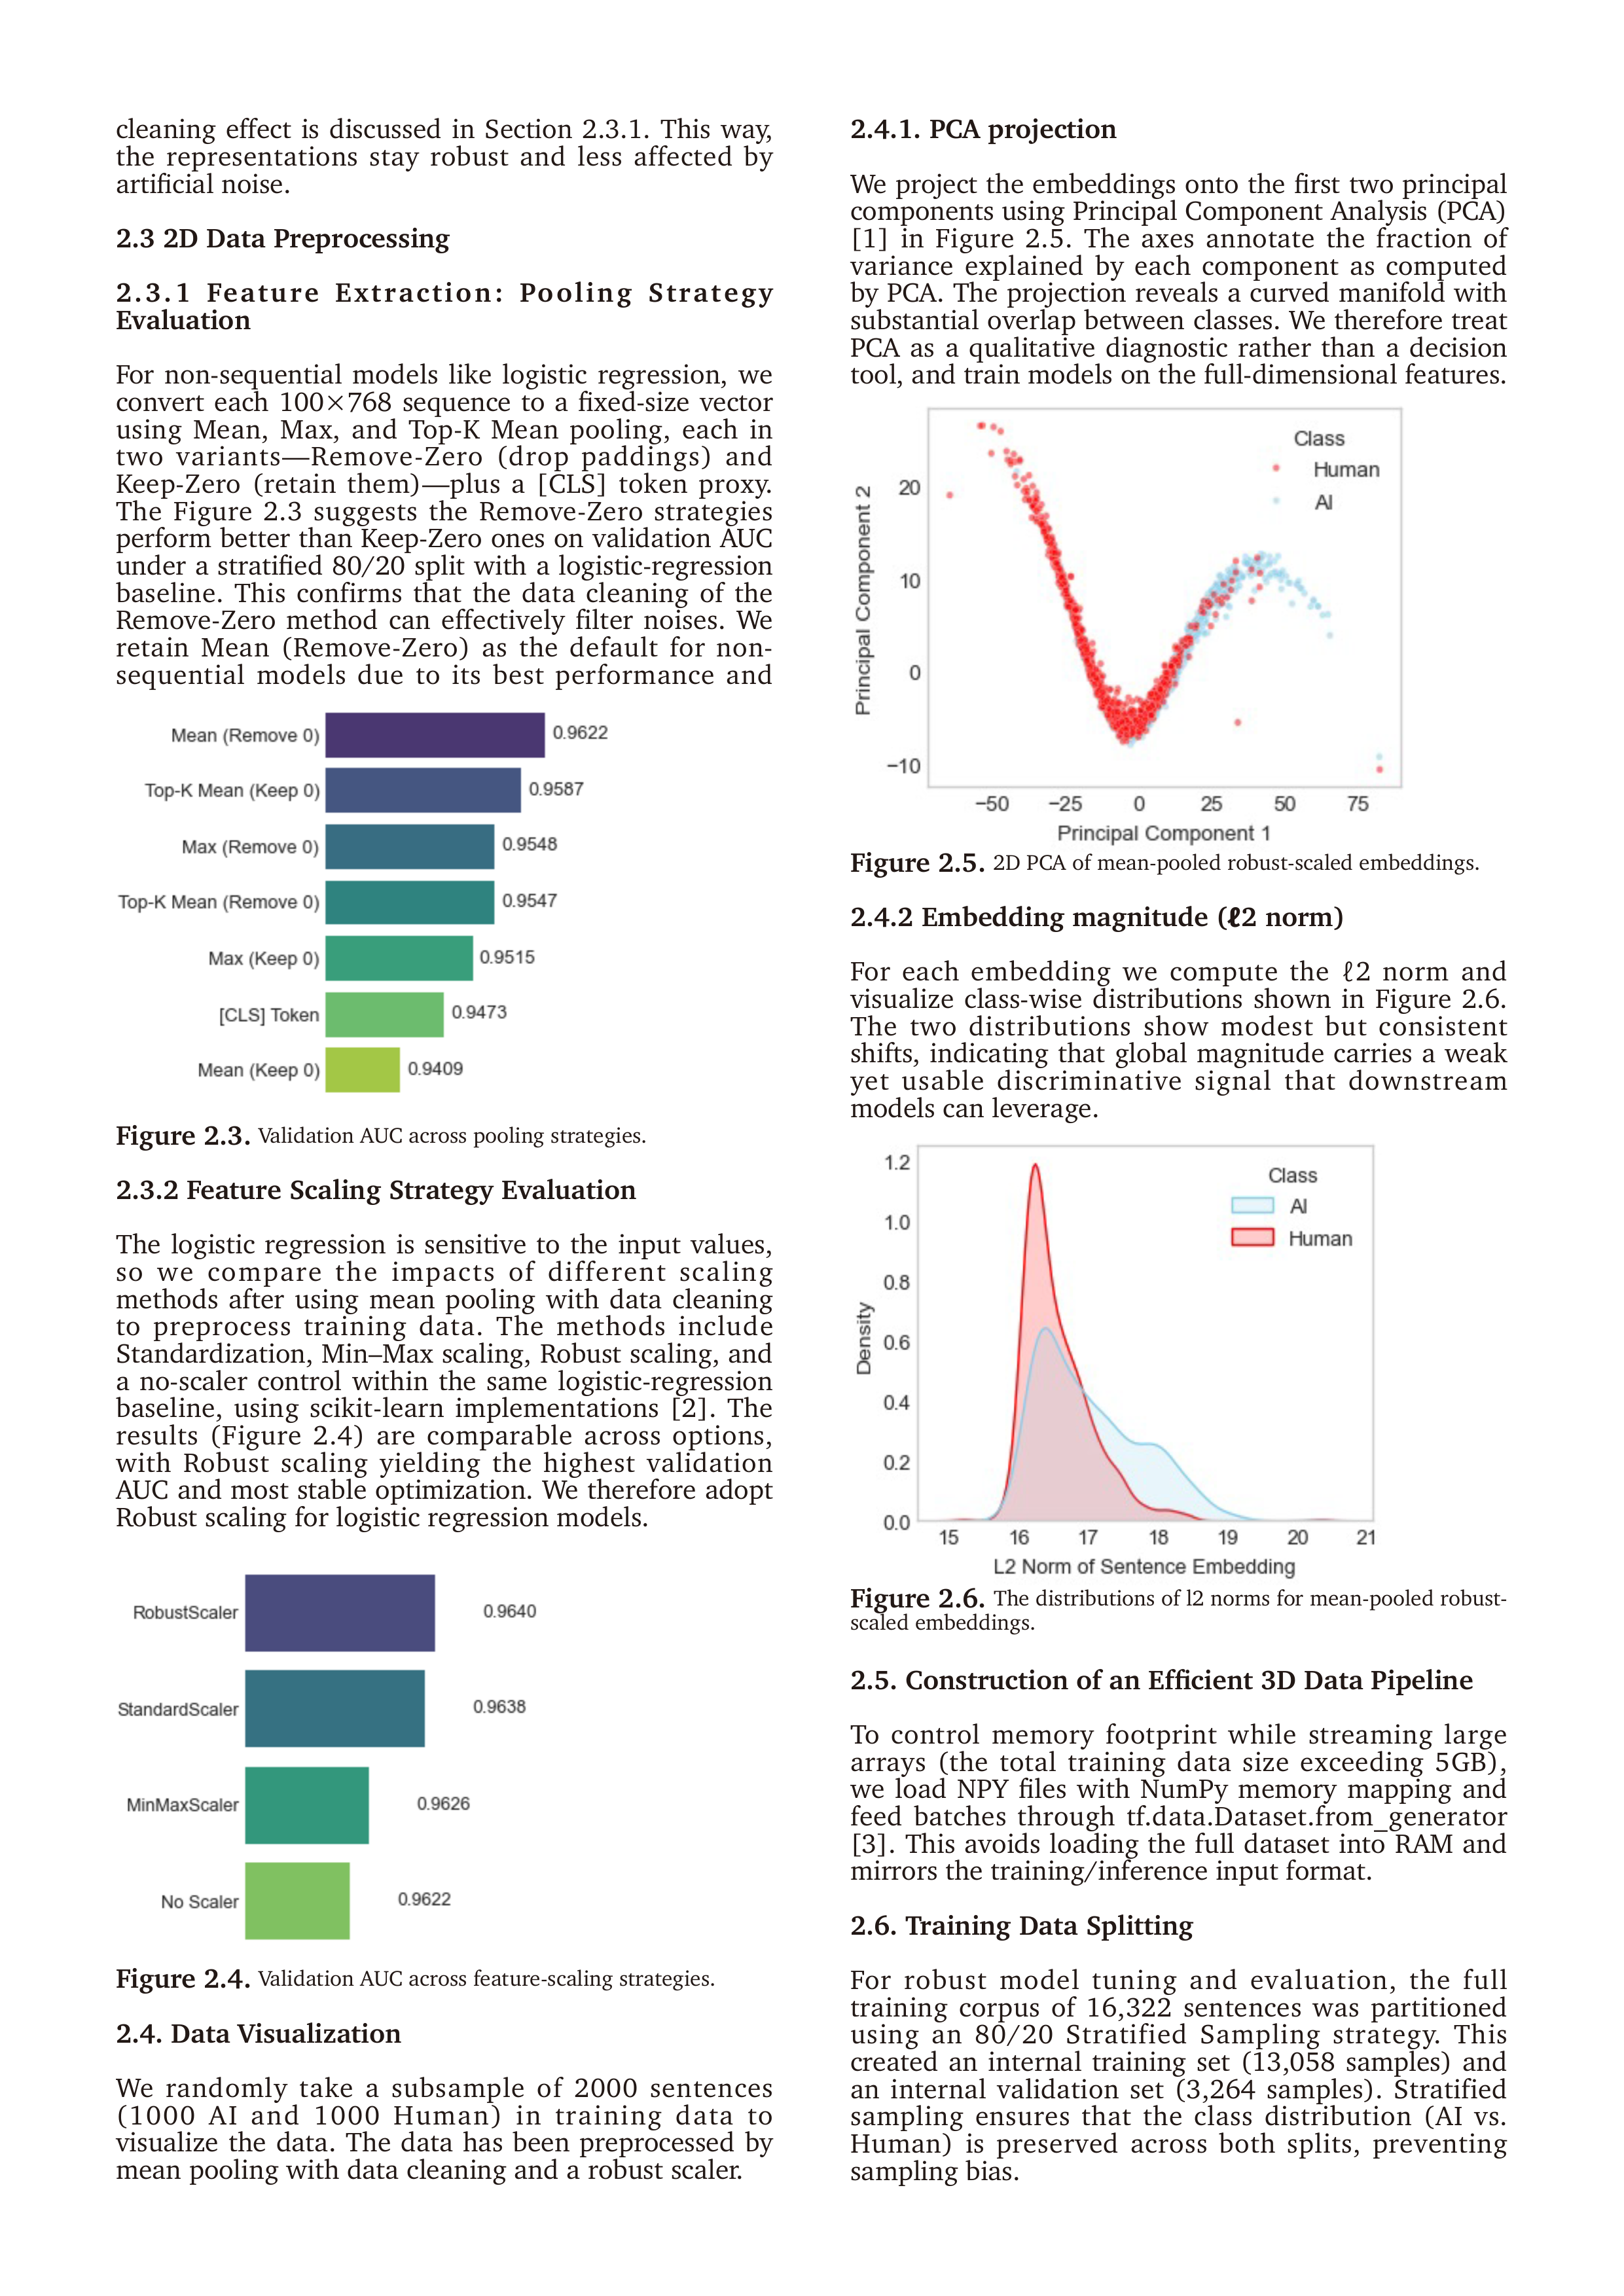 cleaning effect is discussed in Section 2.3.1. This way,
the representations stay robust and less affected by
artificial noise.
2.3 2D Data Preprocessing
2.3.1 Feature Extraction: Pooling Strategy
Evaluation
For non-sequential models like logistic regression, we
convert each 100×768 sequence to a fixed-size vector
using Mean, Max, and Top-K Mean pooling, each in
two variants—Remove-Zero (drop paddings) and
Keep-Zero (retain them)—plus a [CLS] token proxy.
The Figure 2.3 suggests the Remove-Zero strategies
perform better than Keep-Zero ones on validation AUC
under a stratified 80/20 split with a logistic-regression
baseline. This confirms that the data cleaning of the
Remove-Zero method can effectively filter noises. We
retain Mean (Remove-Zero) as the default for non-
sequential models due to its best performance and
Mean (Remove 0) 0.9622
Top-K Mean (Keep 0) 0.9587
Max (Remove 0) 0.9548
Top-K Mean (Remove 0) 0.9547
Max (Keep 0) 0.9515
[CLS] Token 0.9473
Mean (Keep 0) 0.9409
Figure 2.3. Validation AUC across pooling strategies.
2.3.2 Feature Scaling Strategy Evaluation
The logistic regression is sensitive to the input values,
so we compare the impacts of different scaling
methods after using mean pooling with data cleaning
to preprocess training data. The methods include
Standardization, Min–Max scaling, Robust scaling, and
a no-scaler control within the same logistic-regression
baseline, using scikit-learn implementations [2]. The
results (Figure 2.4) are comparable across options,
with Robust scaling yielding the highest validation
AUC and most stable optimization. We therefore adopt
Robust scaling for logistic regression models.
RobustScaler 0.9640
StandardScaler 0.9638
MinMaxScaler 0.9626
No Scaler 0.9622
Figure 2.4. Validation AUC across feature-scaling strategies.
2.4. Data Visualization
We randomly take a subsample of 2000 sentences
(1000 AI and 1000 Human) in training data to
visualize the data. The data has been preprocessed by
mean pooling with data cleaning and a robust scaler.
2.4.1. PCA projection
We project the embeddings onto the first two principal
components using Principal Component Analysis (PCA)
[1] in Figure 2.5. The axes annotate the fraction of
variance explained by each component as computed
by PCA. The projection reveals a curved manifold with
substantial overlap between classes. We therefore treat
PCA as a qualitative diagnostic rather than a decision
tool, and train models on the full-dimensional features.
Class
Human
AI
Principal Component 2
20
10
0
−10
−50 −25 0 25 50 75
Principal Component 1
Figure 2.5. 2D PCA of mean-pooled robust-scaled embeddings.
2.4.2 Embedding magnitude (ℓ2 norm)
For each embedding we compute the ℓ2 norm and
visualize class-wise distributions shown in Figure 2.6.
The two distributions show modest but consistent
shifts, indicating that global magnitude carries a weak
yet usable discriminative signal that downstream
models can leverage.
Class
AI
Human
Density
1.2
1.0
0.8
0.6
0.4
0.2
0.0
15 16 17 18 19 20 21
L2 Norm of Sentence Embedding
Figure 2.6. The distributions of l2 norms for mean-pooled robust-
scaled embeddings.
2.5. Construction of an Efficient 3D Data Pipeline
To control memory footprint while streaming large
arrays (the total training data size exceeding 5GB),
we load NPY files with NumPy memory mapping and
feed batches through tf.data.Dataset.from_generator
[3]. This avoids loading the full dataset into RAM and
mirrors the training/inference input format.
2.6. Training Data Splitting
For robust model tuning and evaluation, the full
training corpus of 16,322 sentences was partitioned
using an 80/20 Stratified Sampling strategy. This
created an internal training set (13,058 samples) and
an internal validation set (3,264 samples). Stratified
sampling ensures that the class distribution (AI vs.
Human) is preserved across both splits, preventing
sampling bias.